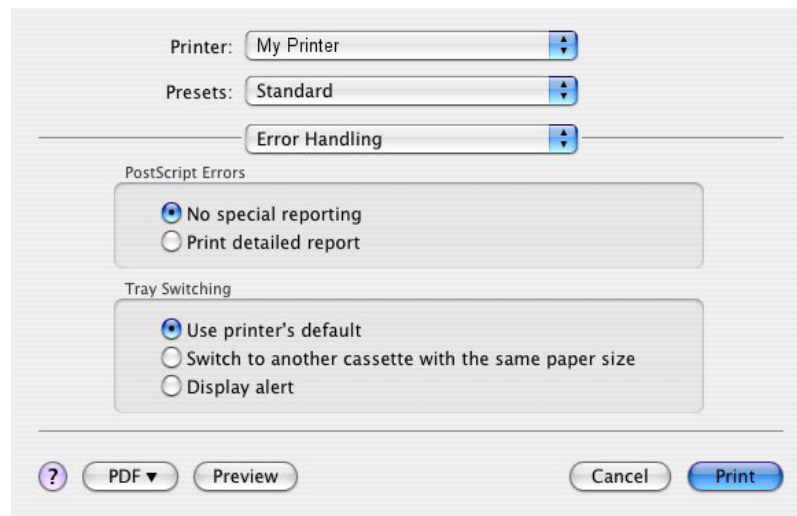 Printer: My Printer
Presets: Standard
Error Handling
PostScript Errors
No special reporting
Print detailed report
Tray Switching
Use printer's default
Switch to another cassette with the same paper size
Display alert
? PDF ▼ Preview Cancel Print